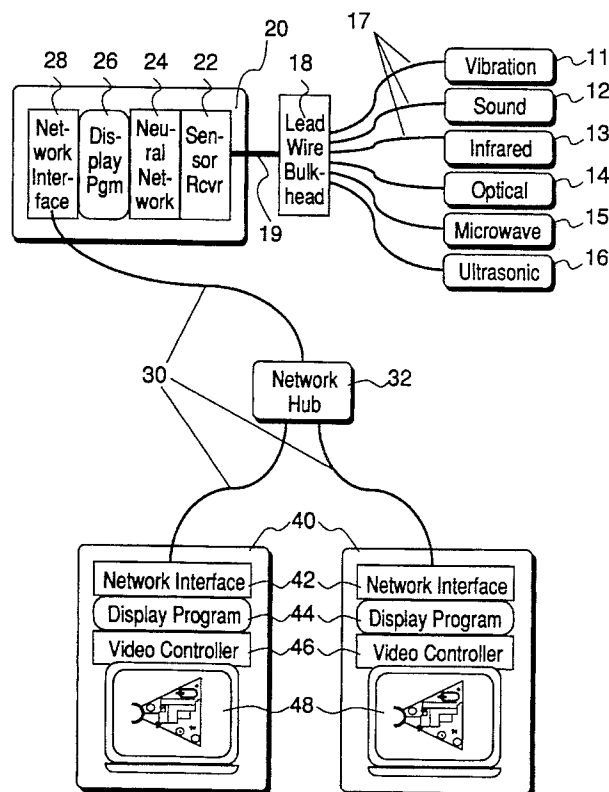 20
17
28 26 24 22
18
Vibration 11
Sound 12
Infrared 13
Optical 14
Microwave 15
Ultrasonic 16
Net-
work
Inter-
face
Dis-
play
Pgm
Neu-
ral
Net-
work
Sen-
sor
Rcvr
Lead
Wire
Bulk-
head
19
30
Network
Hub
32
40
Network Interface 42 Network Interface
Display Program 44 Display Program
Video Controller 46 Video Controller
48